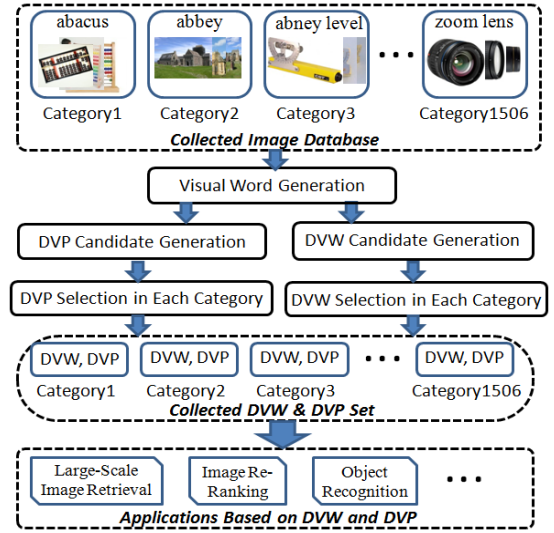 abacus
abbey
abney level
zoom lens
Category1
Category2
Category3
Category1506
Collected Image Database
Visual Word Generation
DVP Candidate Generation
DVW Candidate Generation
DVP Selection in Each Category
DVW Selection in Each Category
DVW, DVP
DVW, DVP
DVW, DVP
DVW, DVP
Category1
Category2
Category3
Category1506
Collected DVW & DVP Set
Large-Scale
Image Retrieval
Image Re-
Ranking
Object
Recognition
Applications Based on DVW and DVP